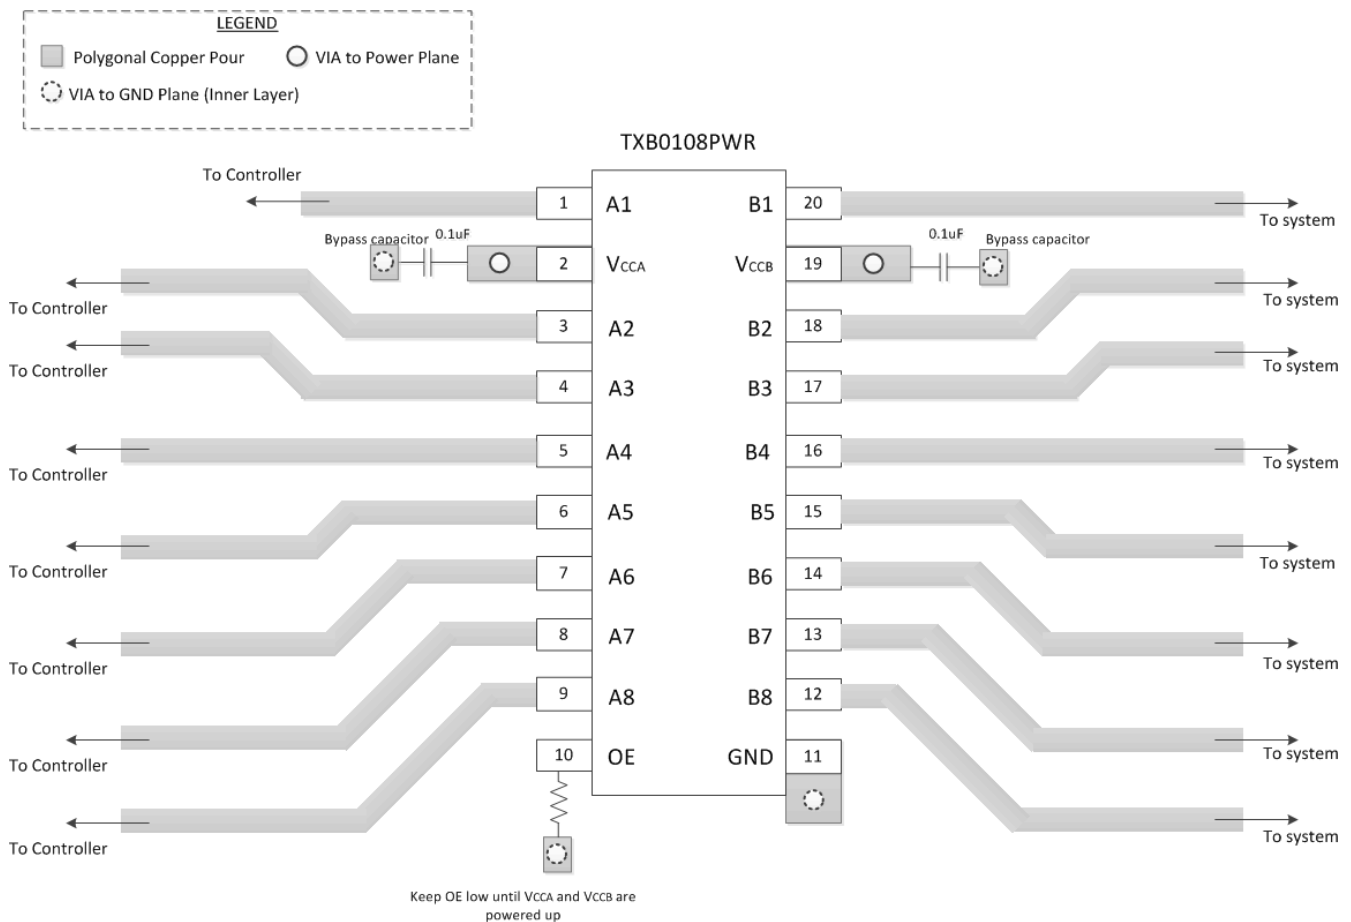 LEGEND
Polygonal Copper Pour
VIA to Power Plane
VIA to GND Plane (Inner Layer)
TXB0108PWR
To Controller
1 A1 B1 20
To system
Bypass capacitor 0.1uF
2 VCCA VCCB 19
0.1uF Bypass capacitor
To Controller
3 A2 B2 18
To system
To Controller
4 A3 B3 17
To system
To Controller
5 A4 B4 16
To system
To Controller
6 A5 B5 15
To system
To Controller
7 A6 B6 14
To system
To Controller
8 A7 B7 13
To system
To Controller
9 A8 B8 12
To system
10 OE GND 11
Keep OE low until VCCA and VCCB are
powered up